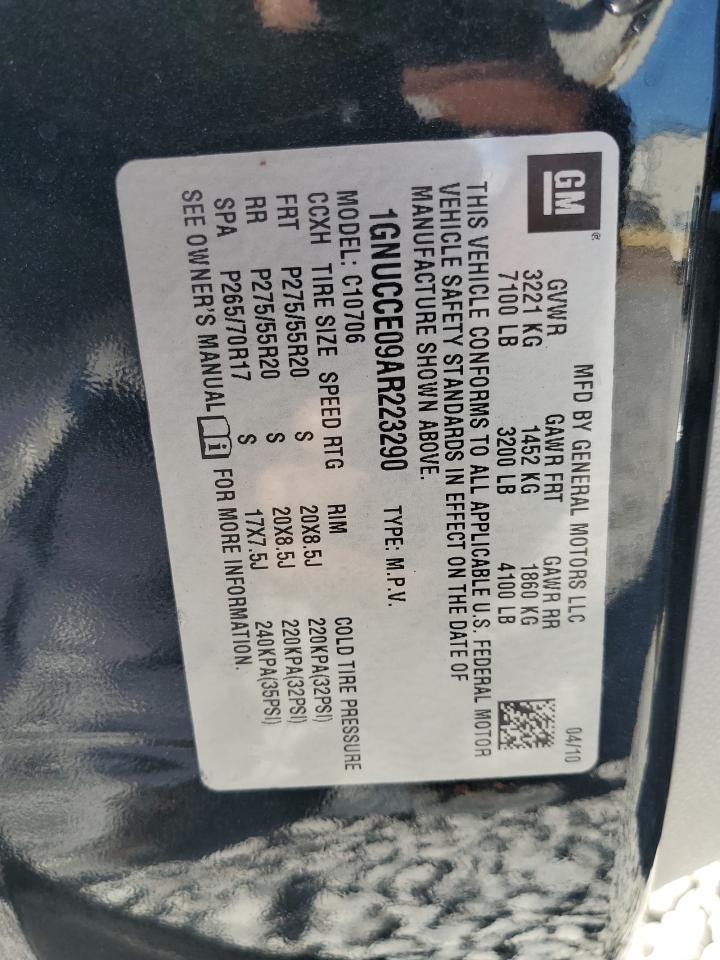 GM®
MFD BY GENERAL MOTORS LLC 04/10
GVWR GAWR FRT GAWR RR
3221 KG 1452 KG 1860 KG
7100 LB 3200 LB 4100 LB
THIS VEHICLE CONFORMS TO ALL APPLICABLE U.S. FEDERAL MOTOR
VEHICLE SAFETY STANDARDS IN EFFECT ON THE DATE OF
MANUFACTURE SHOWN ABOVE.
1GNUCCE09AR223290 TYPE: M.P.V.
MODEL: C10706
CCXH TIRE SIZE SPEED RTG RIM COLD TIRE PRESSURE
FRT P275/55R20 S 20X8.5J 220KPA(32PSI)
RR P275/55R20 S 20X8.5J 220KPA(32PSI)
SPA P265/70R17 S 17X7.5J 240KPA(35PSI)
SEE OWNER'S MANUAL i FOR MORE INFORMATION.